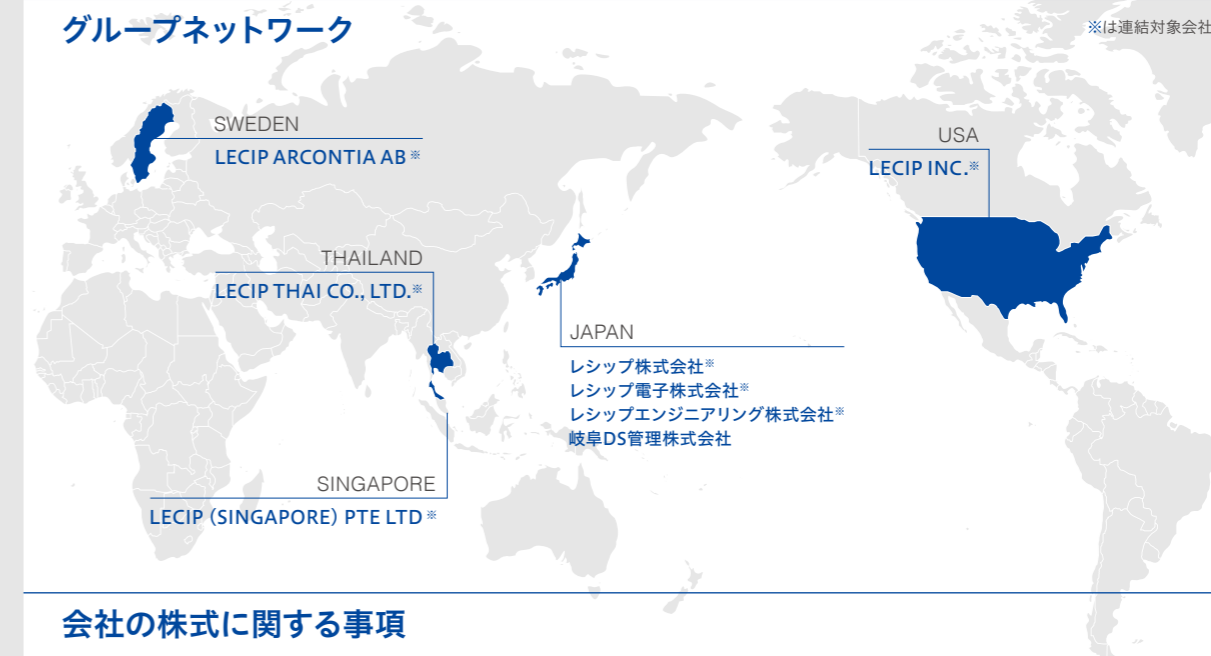 グループネットワーク
※は連結対象会社
SWEDEN
LECIP ARCONTIA AB※
USA
LECIP INC.※
THAILAND
LECIP THAI CO., LTD.※
JAPAN
レシップ株式会社※
レシップ電子株式会社※
レシップエンジニアリング株式会社※
岐阜DS管理株式会社
SINGAPORE
LECIP（SINGAPORE）PTE LTD※
会社の株式に関する事項